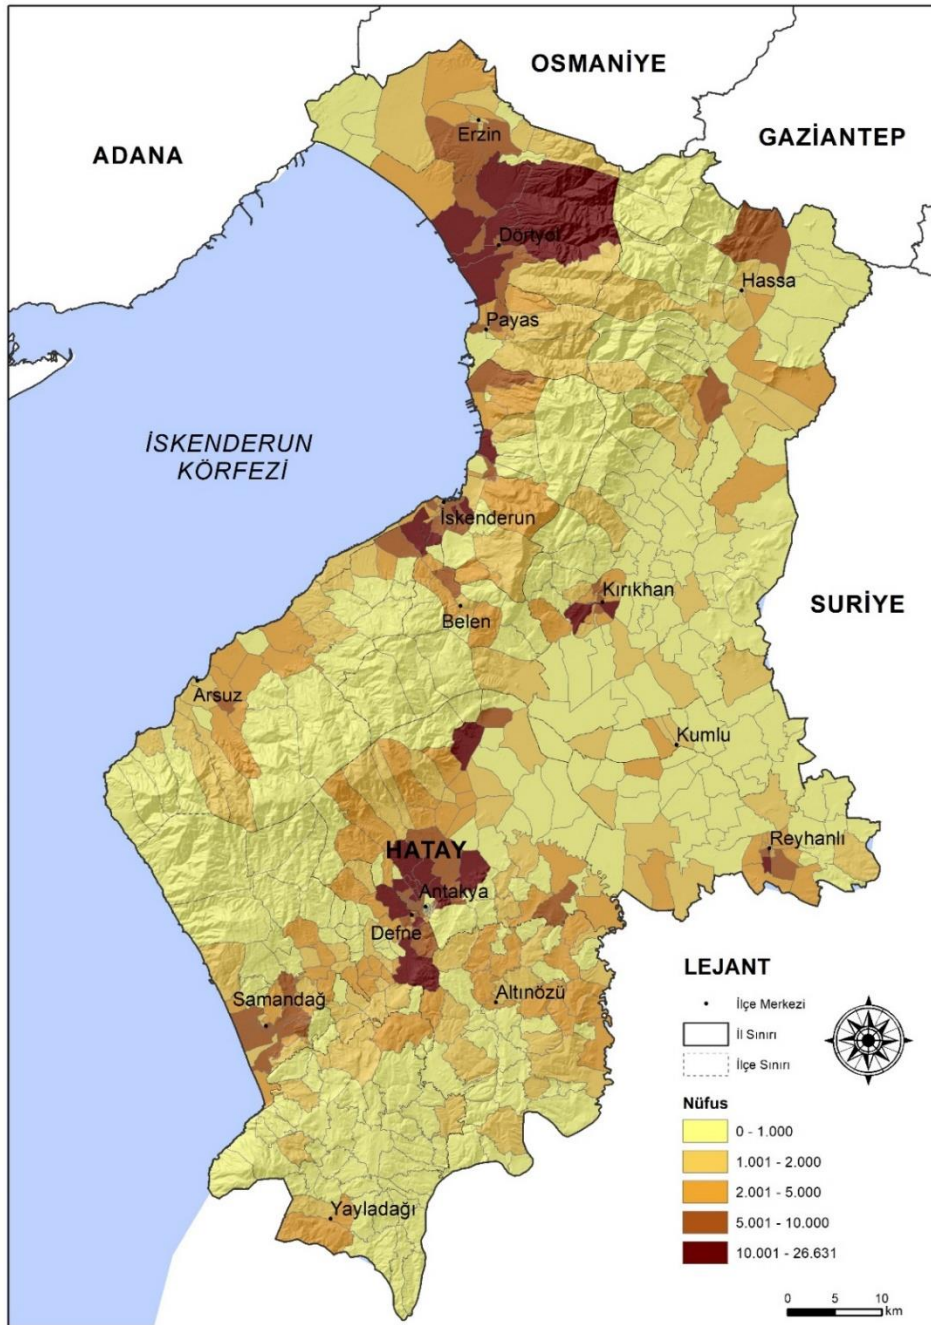 OSMANİYE
GAZİANTEP
ADANA
Erzin
Dörtyol
Hassa
Payas
İSKENDERUN
KÖRFEZİ
İskenderun
Kırıkhan
Belen
SURİYE
Arsuz
Kumlu
Reyhanlı
HATAY
Antakya
Defne
Altınözü
Samandağ
Yayladağı
LEJANT
İlçe Merkezi
İl Sınırı
İlçe Sınırı
Nüfus
0 - 1.000
1.001 - 2.000
2.001 - 5.000
5.001 - 10.000
10.001 - 26.631
0 5 10
km